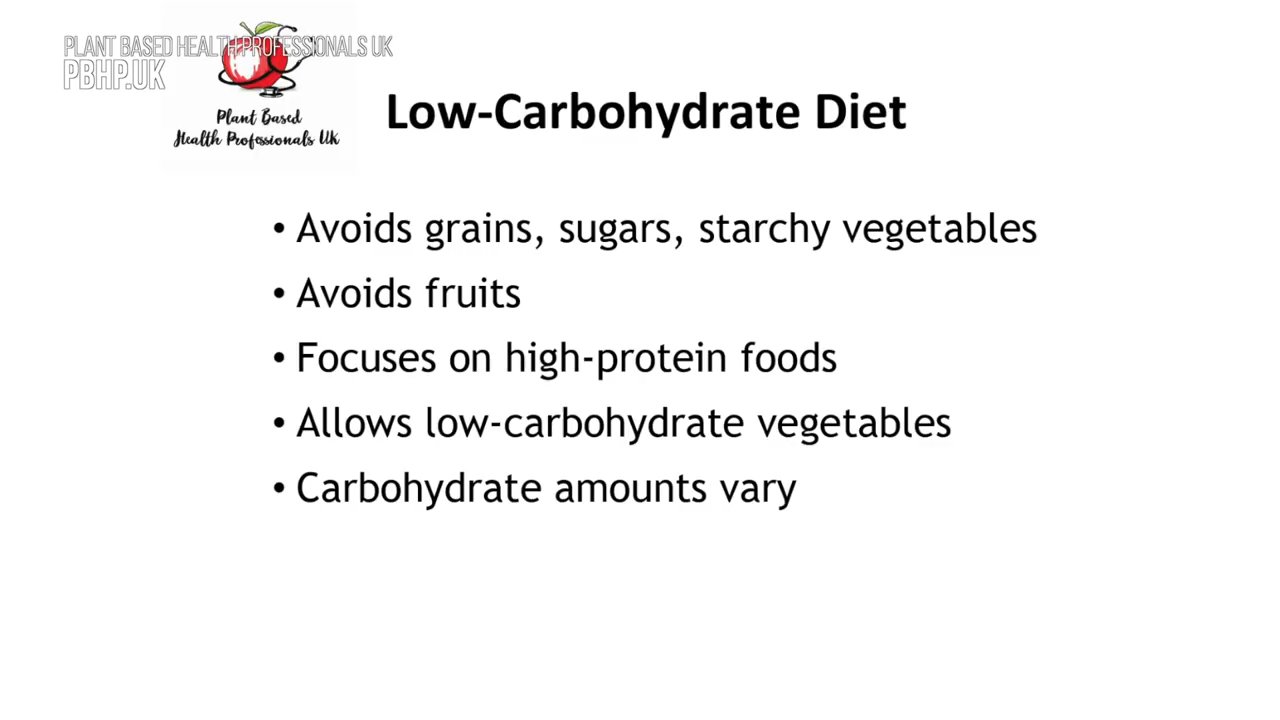 PLANT BASED HEALTH PROFESSIONALS UK
PBHP.UK
Plant Based
Health Professionals UK
Low-Carbohydrate Diet
• Avoids grains, sugars, starchy vegetables
• Avoids fruits
• Focuses on high-protein foods
• Allows low-carbohydrate vegetables
• Carbohydrate amounts vary